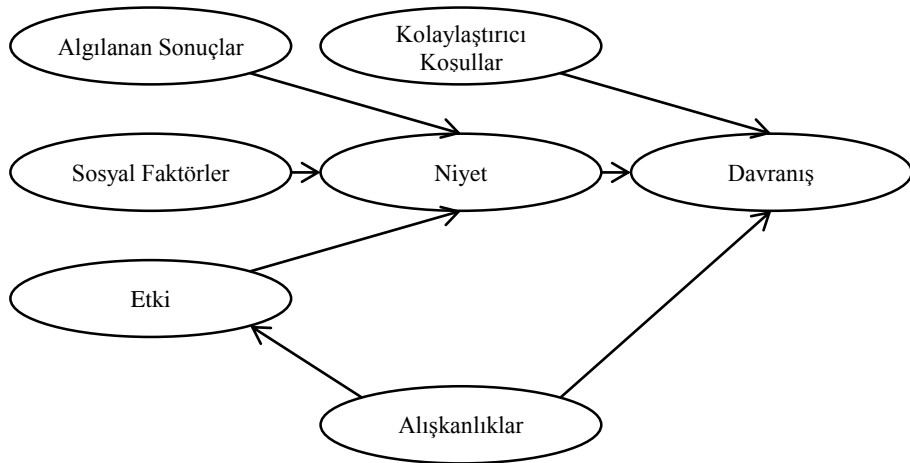 Algılanan Sonuçlar
Kolaylaştırıcı
Koşullar
Sosyal Faktörler
Niyet
Davranış
Etki
Alışkanlıklar